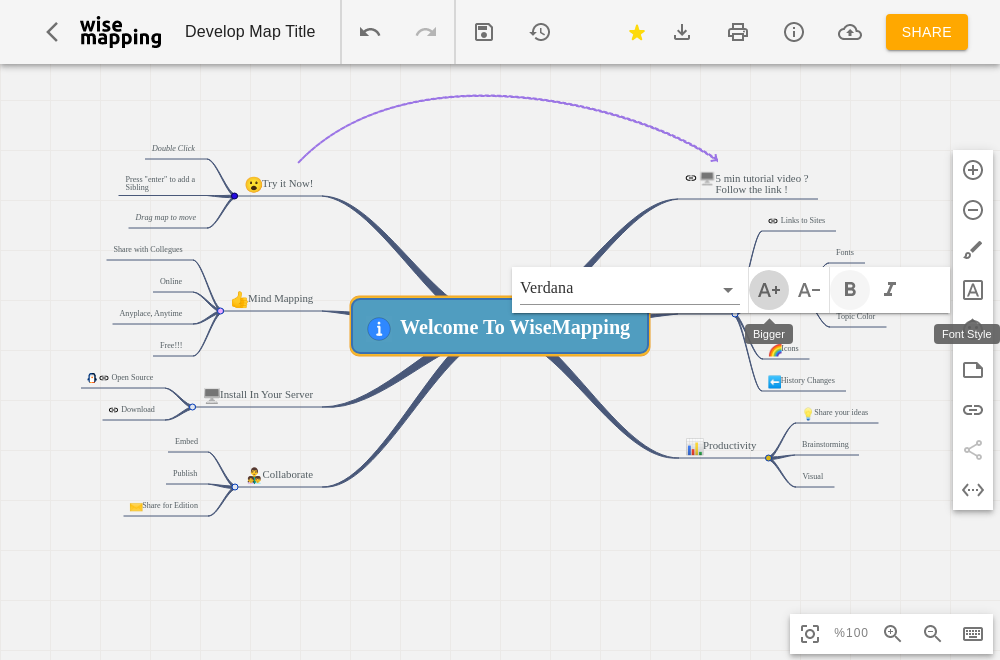 wise
mapping
Develop Map Title
SHARE
Double Click
Press "enter" to add a
Sibling
Drag map to move
Try it Now!
Share with Collegues
Online
Anyplace, Anytime
Free!!!
Mind Mapping
Open Source
Download
Install In Your Server
Embed
Publish
Share for Edition
Collaborate
Welcome To WiseMapping
5 min tutorial video ?
Follow the link !
Links to Sites
Fonts
Verdana
A+
A-
B
I
Topic Color
Bigger
Font Style
Icons
History Changes
Productivity
Share your ideas
Brainstorming
Visual
%100